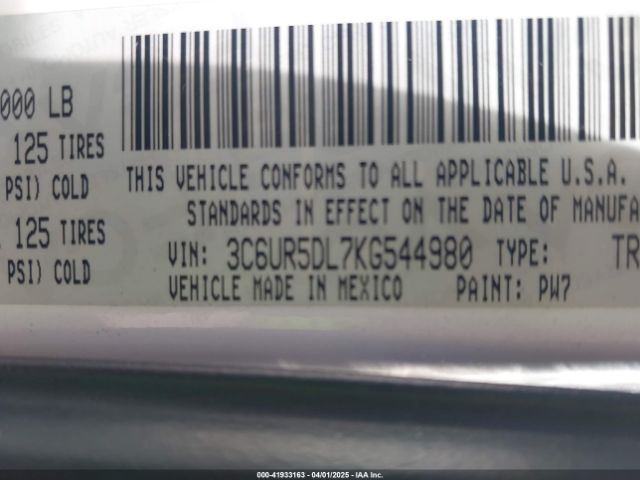 000 LB
125 TIRES
PSI) COLD
125 TIRES
PSI) COLD
THIS VEHICLE CONFORMS TO ALL APPLICABLE U.S.A.
STANDARDS IN EFFECT ON THE DATE OF MANUFA
VIN: 3C6UR5DL7KG544980 TYPE: TR
VEHICLE MADE IN MEXICO PAINT: PW7
000-41933163 - 04/01/2025 - IAA Inc.